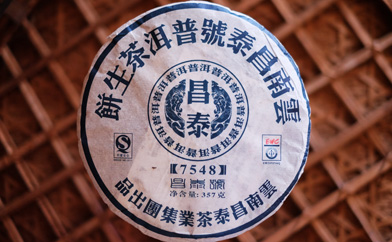 雲南昌泰號普洱茶生餅
昌
泰
【7548】
昌泰號
净含量: 357克
雲南昌泰茶業集團出品